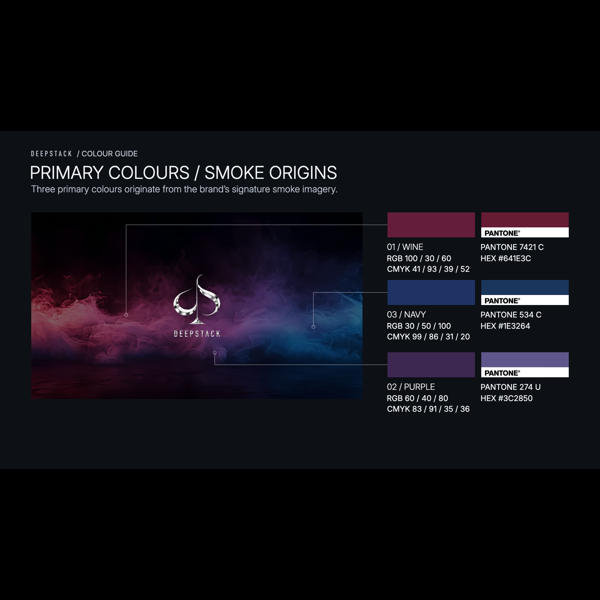 DEEPSTACK / COLOUR GUIDE
PRIMARY COLOURS / SMOKE ORIGINS
Three primary colours originate from the brand's signature smoke imagery.
DEEPSTACK
01 / WINE
RGB 100 / 30 / 60
CMYK 41 / 93 / 39 / 52
PANTONE®
PANTONE 7421 C
HEX #641E3C
03 / NAVY
RGB 30 / 50 / 100
CMYK 99 / 86 / 31 / 20
PANTONE®
PANTONE 534 C
HEX #1E3264
02 / PURPLE
RGB 60 / 40 / 80
CMYK 83 / 91 / 35 / 36
PANTONE®
PANTONE 274 U
HEX #3C2850